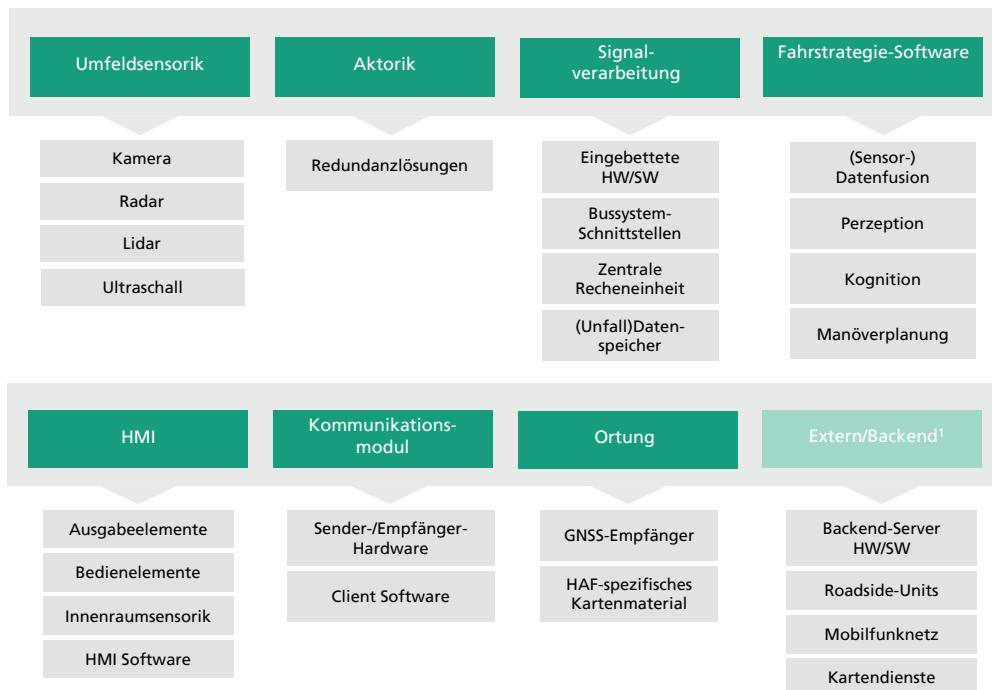 Umfeldsensorik
Kamera
Radar
Lidar
Ultraschall
Aktorik
Redundanzlösungen
Signal-
verarbeitung
Eingebettete
HW/SW
Bussystem-
Schnittstellen
Zentrale
Recheneinheit
(Unfall)Daten-
speicher
Fahrstrategie-Software
(Sensor-)
Datenfusion
Perzeption
Kognition
Manöverplanung
HMI
Ausgabeelemente
Bedienelemente
Innenraumsensorik
HMI Software
Kommunikations-
modul
Sender-/Empfänger-
Hardware
Client Software
Ortung
GNSS-Empfänger
HAF-spezifisches
Kartenmaterial
Extern/Backend¹
Backend-Server
HW/SW
Roadside-Units
Mobilfunknetz
Kartendienste